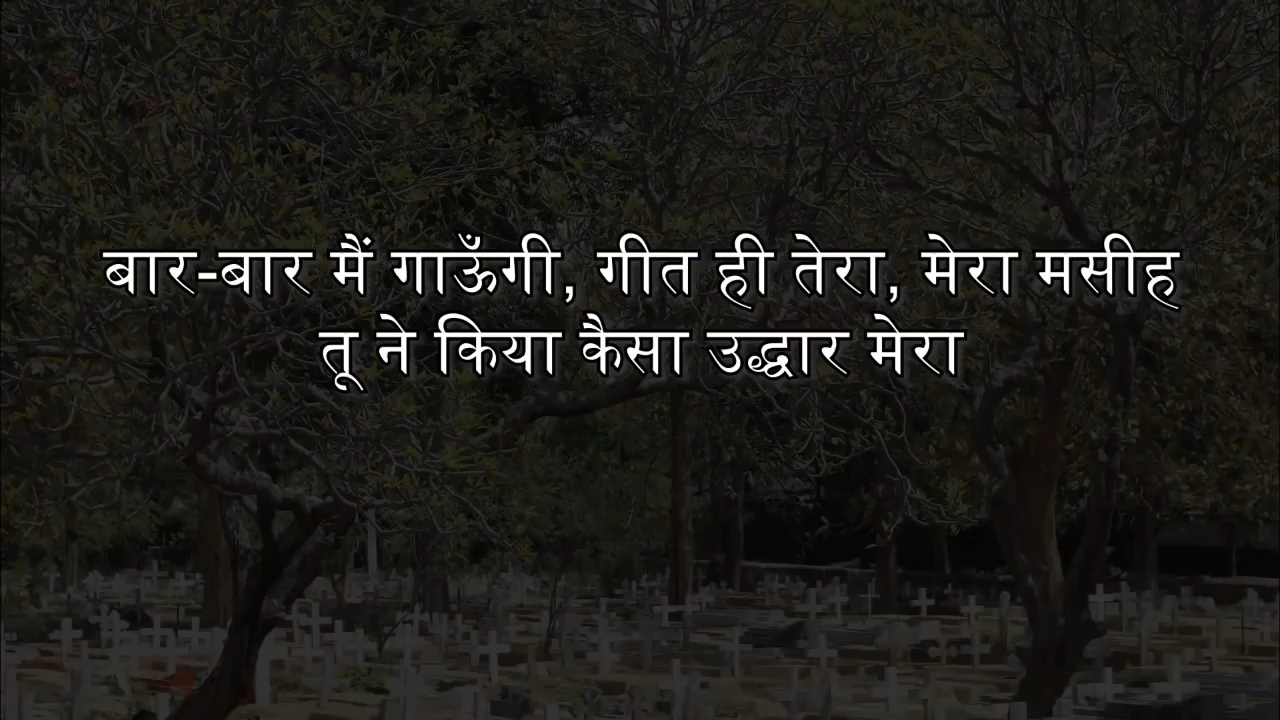 बार-बार मैं गाऊँगी, गीत ही तेरा, मेरा मसीह
तू ने किया कैसा उद्धार मेरा